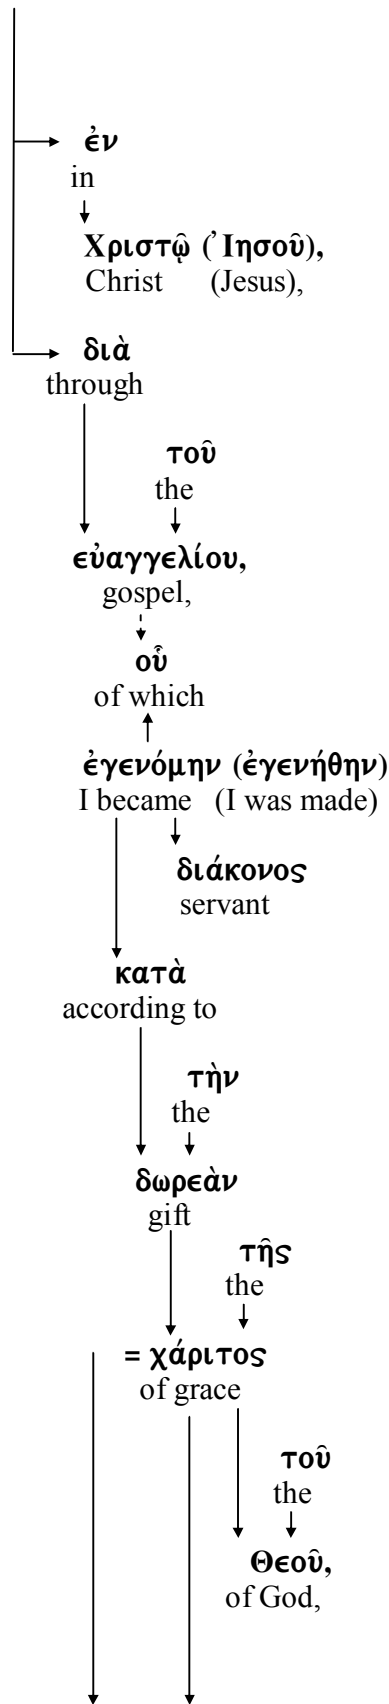 ἐν
in
Χριστῷ (Ἰησοῦ),
Christ (Jesus),
διὰ
through
τοῦ
the
εὐαγγελίου,
gospel,
οὗ
of which
ἐγενόμην (ἐγενήθην)
I became (I was made)
διάκονος
servant
κατὰ
according to
τὴν
the
δωρεὰν
gift
τῆς
the
= χάριτος
of grace
τοῦ
the
Θεοῦ,
of God,